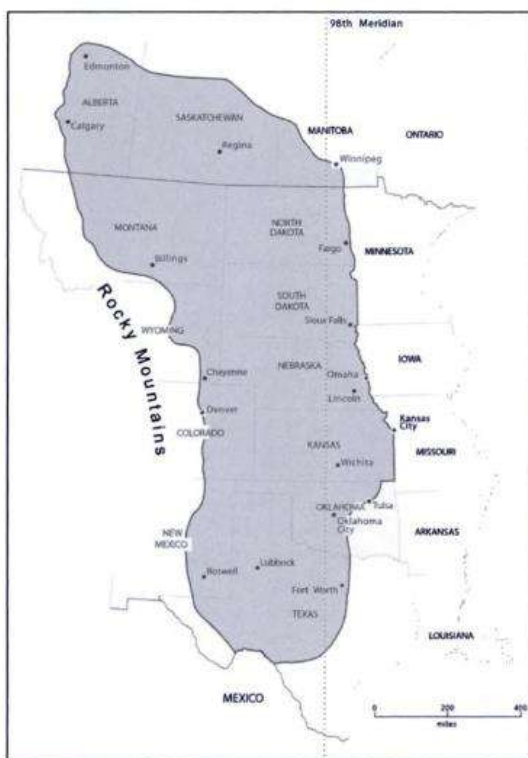 98th Meridian
Edmonton
ALBERTA
SASKATCHEWAN
Calgary
MANITOBA
ONTARIO
Regina
Winnipeg
NORTH
DAKOTA
MONTANA
Fargo
MINNESOTA
Billings
SOUTH
DAKOTA
Rocky Mountains
Sioux Falls
WYOMING
NEBRASKA
IOWA
Omaha
Cheyenne
Lincoln
Denver
Kansas
City
COLORADO
KANSAS
MISSOURI
Wichita
OKLAHOMA
Tulsa
Oklahoma
City
NEW
MEXICO
ARKANSAS
Lubbock
Roswell
Fort Worth
TEXAS
LOUISIANA
MEXICO
0 200 400
miles